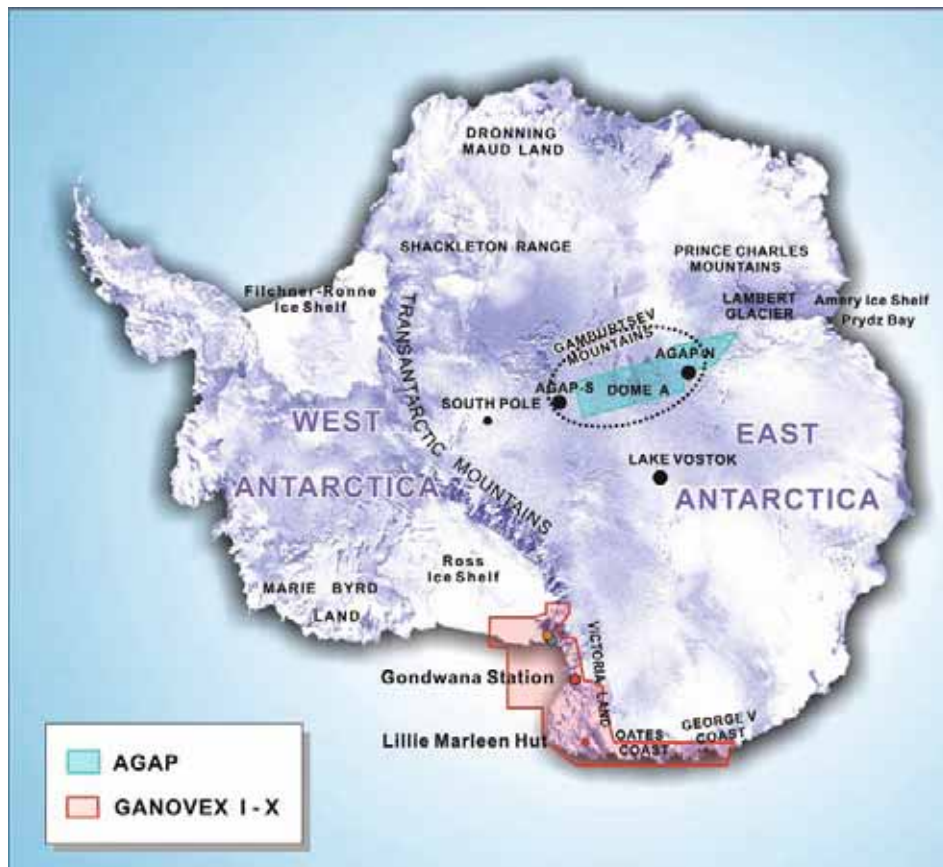 DRONNING
MAUD LAND
SHACKLETON RANGE
PRINCE CHARLES
MOUNTAINS
Filchner-Ronne
Ice Shelf
LAMBERT
GLACIER
Amery Ice Shelf
Prydz Bay
TRANSANTARCTIC MOUNTAINS
GAMBURTSEV
MOUNTAINS
AGAP-N
AGAP-S
DOME A
SOUTH POLE
WEST
ANTARCTICA
EAST
ANTARCTICA
LAKE VOSTOK
Ross
Ice Shelf
MARIE BYRD
LAND
VICTORIA LAND
Gondwana Station
Lillie Marleen Hut
OATES
COAST
GEORGE V
COAST
AGAP
GANOVEX I - X